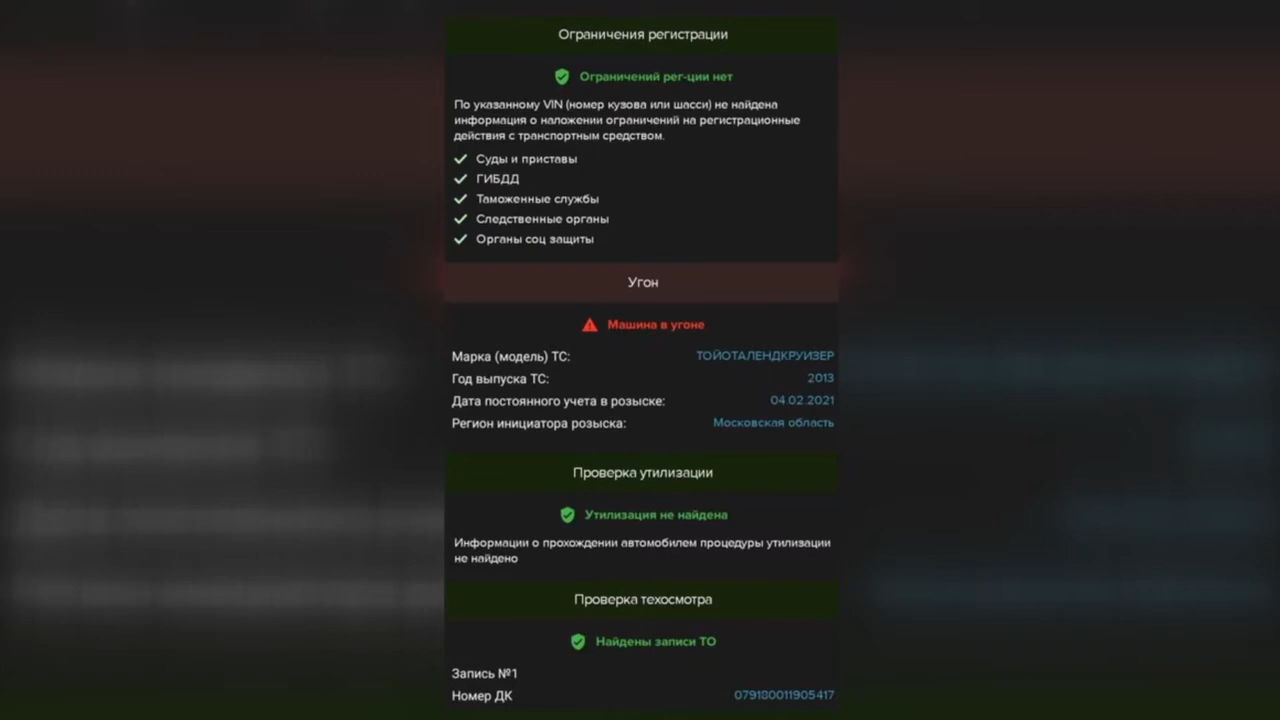 Ограничения регистрации
Ограничений рег-ции нет
По указанному VIN (номер кузова или шасси) не найдена
информация о наложении ограничений на регистрационные
действия с транспортным средством.
Суды и приставы
ГИБДД
Таможенные службы
Следственные органы
Органы соц защиты
Угон
Машина в угоне
Марка (модель) ТС: ТОЙОТАЛЕНДКРУИЗЕР
Год выпуска ТС: 2013
Дата постоянного учета в розыске: 04.02.2021
Регион инициатора розыска: Московская область
Проверка утилизации
Утилизация не найдена
Информации о прохождении автомобилем процедуры утилизации
не найдено
Проверка техосмотра
Найдены записи ТО
Запись №1
Номер ДК 079180011905417